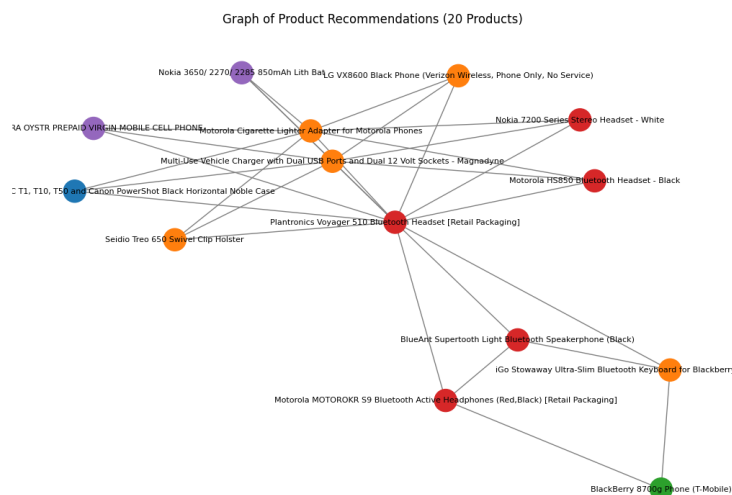 Graph of Product Recommendations (20 Products)
Nokia 3650/ 2270/ 2285 850mAh Lith Bat
LG VX8600 Black Phone (Verizon Wireless, Phone Only, No Service)
Nokia 7200 Series Stereo Headset - White
RA OYSTR PREPAID VIRGIN MOBILE CELL PHONE
Motorola Cigarette Lighter Adapter for Motorola Phones
Multi-Use Vehicle Charger with Dual USB Ports and Dual 12 Volt Sockets - Magnadyne
Motorola HS850 Bluetooth Headset - Black
C T1, T10, T50 and Canon PowerShot Black Horizontal Noble Case
Plantronics Voyager 510 Bluetooth Headset [Retail Packaging]
Seidio Treo 650 Swivel Clip Holster
BlueAnt Supertooth Light Bluetooth Speakerphone (Black)
iGo Stowaway Ultra-Slim Bluetooth Keyboard for Blackberry
Motorola MOTOROKR S9 Bluetooth Active Headphones (Red,Black) [Retail Packaging]
BlackBerry 8700g Phone (T-Mobile)